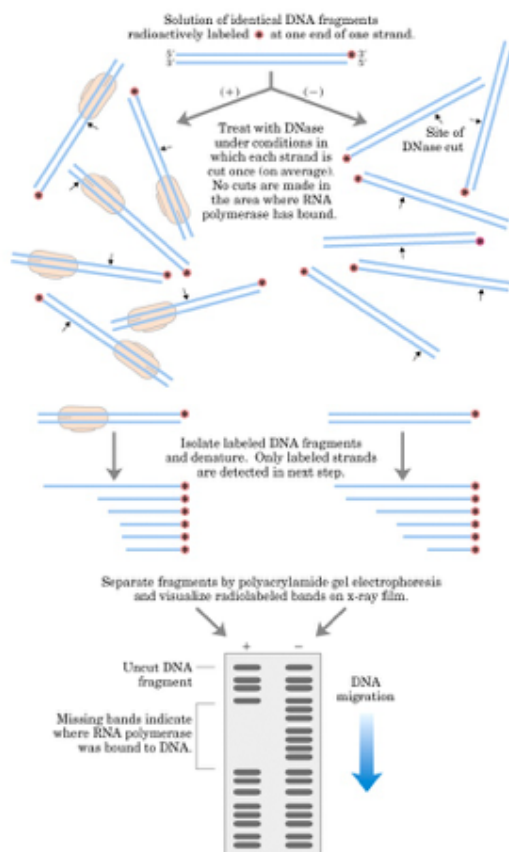 Solution of identical DNA fragments
radioactively labeled at one end of one strand.
5′ 3′
3′ 5′
(+) (−)
Treat with DNase
under conditions in
which each strand is
cut once (on average).
No cuts are made in
the area where RNA
polymerase has bound.
Site of
DNase cut
Isolate labeled DNA fragments
and denature. Only labeled strands
are detected in next step.
Separate fragments by polyacrylamide gel electrophoresis
and visualize radiolabeled bands on x-ray film.
+ −
Uncut DNA
fragment
DNA
migration
Missing bands indicate
where RNA polymerase
was bound to DNA.